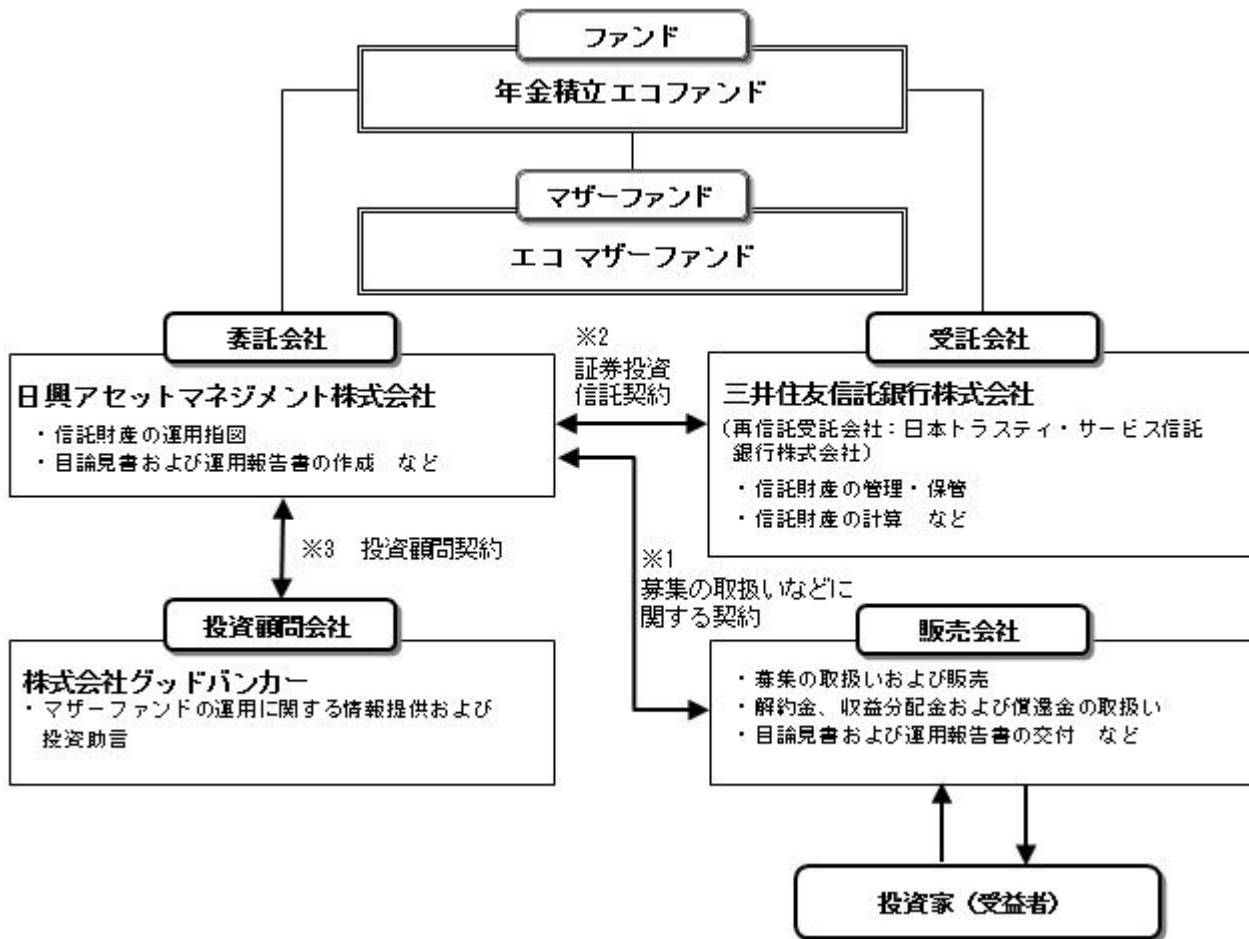 ファンド
年金積立エコファンド
マザーファンド
エコ マザーファンド
委託会社
日興アセットマネジメント株式会社
・信託財産の運用指図
・目論見書および運用報告書の作成 など
※2
証券投資
信託契約
受託会社
三井住友信託銀行株式会社
(再信託受託会社:日本トラスティ・サービス信託
銀行株式会社)
・信託財産の管理・保管
・信託財産の計算 など
※3 投資顧問契約
※1
募集の取扱いなどに
関する契約
投資顧問会社
株式会社グッドバンカー
・マザーファンドの運用に関する情報提供および
投資助言
販売会社
・募集の取扱いおよび販売
・解約金、収益分配金および償還金の取扱い
・目論見書および運用報告書の交付 など
投資家(受益者)